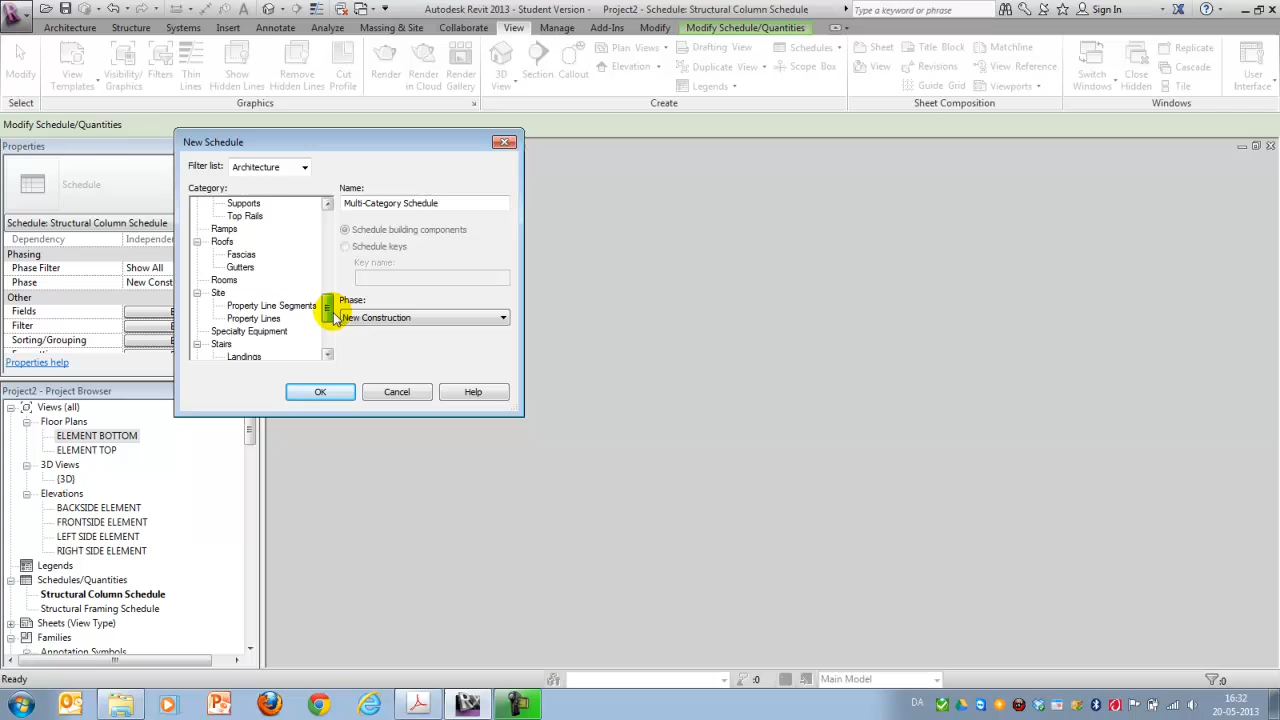 Autodesk Revit 2013 - Student Version - Project2 - Schedule: Structural Column Schedule
Type a keyword or phrase
Sign In
Architecture Structure Systems Insert Annotate Analyze Massing & Site Collaborate View Manage Add-Ins Modify Modify Schedule/Quantities
Modify
View Templates
Visibility/ Graphics
Filters
Thin Lines
Show Hidden Lines
Remove Hidden Lines
Cut Profile
Render
Render in Cloud
Render Gallery
3D View
Section
Callout
Plan Views
Elevation
Drafting View
Duplicate View
Legends
Schedules
Scope Box
Sheet
View
Title Block
Revisions
Guide Grid
Matchline
View Reference
Viewports
Switch Windows
Close Hidden
Replicate
Cascade
Tile
User Interface
Select Graphics Create Sheet Composition Windows
Modify Schedule/Quantities
Properties
Schedule
Schedule: Structural Column Schedule
Dependency Independen
Phasing
Phase Filter Show All
Phase New Const
Other
Fields
Filter
Sorting/Grouping
Properties help
New Schedule
Filter list: Architecture
Category:
Supports
Top Rails
Ramps
Roofs
Fascias
Gutters
Rooms
Site
Property Line Segments
Property Lines
Specialty Equipment
Stairs
Landings
Name:
Multi-Category Schedule
Schedule building components
Schedule keys
Key name:
Phase:
New Construction
OK Cancel Help
Project2 - Project Browser
Views (all)
Floor Plans
ELEMENT BOTTOM
ELEMENT TOP
3D Views
{3D}
Elevations
BACKSIDE ELEMENT
FRONTSIDE ELEMENT
LEFT SIDE ELEMENT
RIGHT SIDE ELEMENT
Legends
Schedules/Quantities
Structural Column Schedule
Structural Framing Schedule
Sheets (View Type)
Families
Annotation Symbols
Ready
:0
Main Model
:0
DA
16:32
20-05-2013